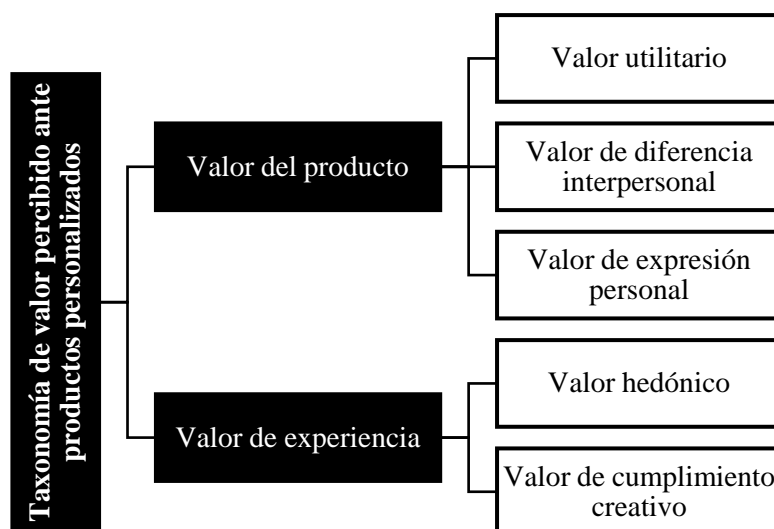 Taxonomía de valor percibido ante
productos personalizados
Valor del producto
Valor utilitario
Valor de diferencia
interpersonal
Valor de expresión
personal
Valor de experiencia
Valor hedónico
Valor de cumplimiento
creativo